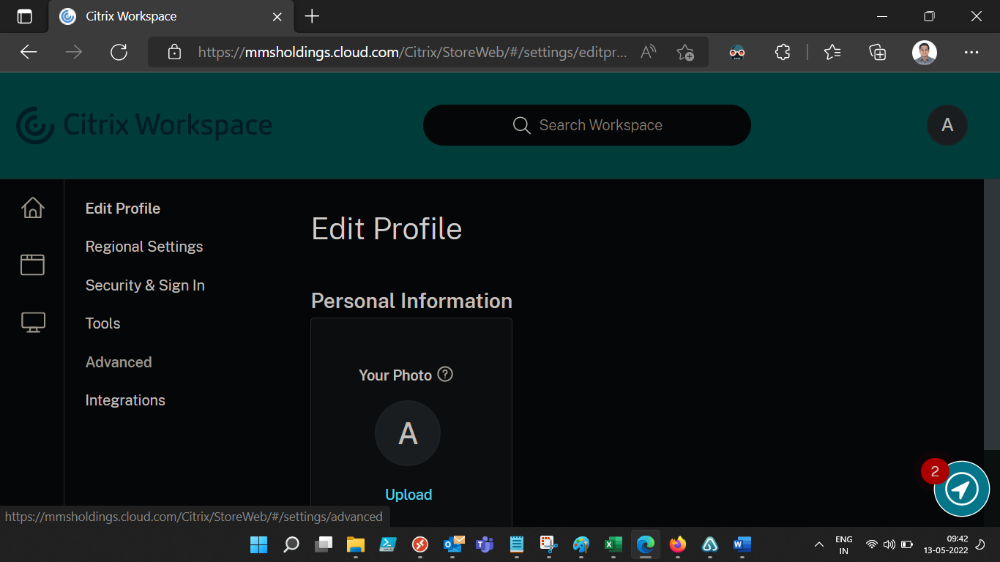 Citrix Workspace
https://mmsholdings.cloud.com/Citrix/StoreWeb/#/settings/editpr...
Citrix Workspace
Search Workspace
A
Edit Profile
Regional Settings
Security & Sign In
Tools
Advanced
Integrations
Edit Profile
Personal Information
Your Photo ?
A
Upload
2
https://mmsholdings.cloud.com/Citrix/StoreWeb/#/settings/advanced
ENG
IN
09:42
13-05-2022